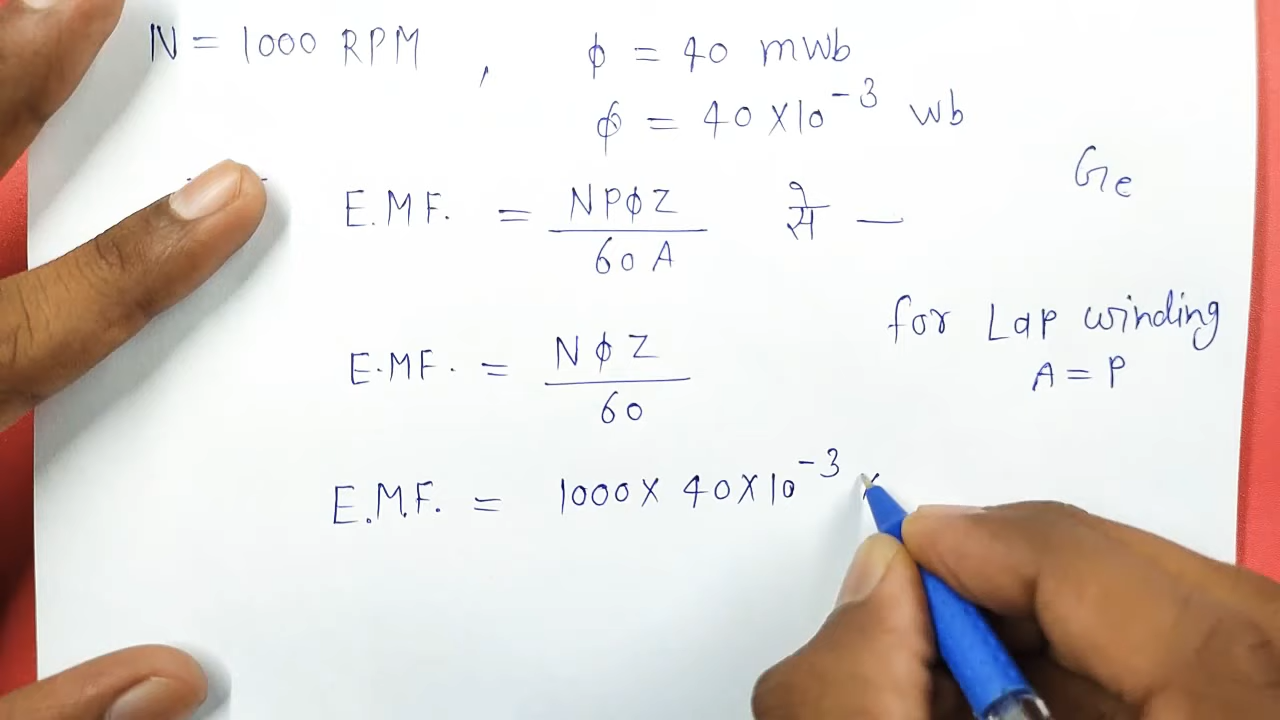 N = 1000 RPM , ϕ = 40 mwb
ϕ = 40 X 10⁻³ wb
Ge
E.M.F. = NPϕZ / 60 A से —
for Lap winding
A = P
E.M.F. = NϕZ / 60
E.M.F. = 1000 X 40 X 10⁻³ X